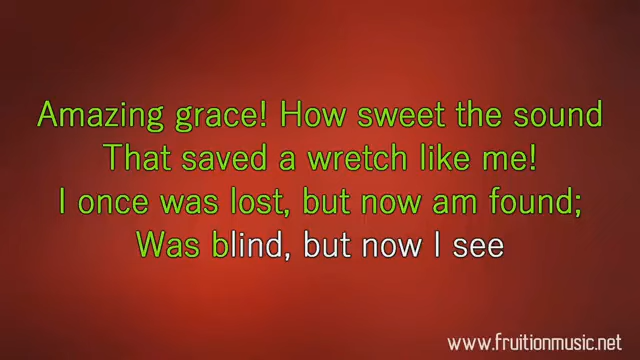 Amazing grace! How sweet the sound
That saved a wretch like me!
I once was lost, but now am found;
Was blind, but now I see
www.fruitionmusic.net